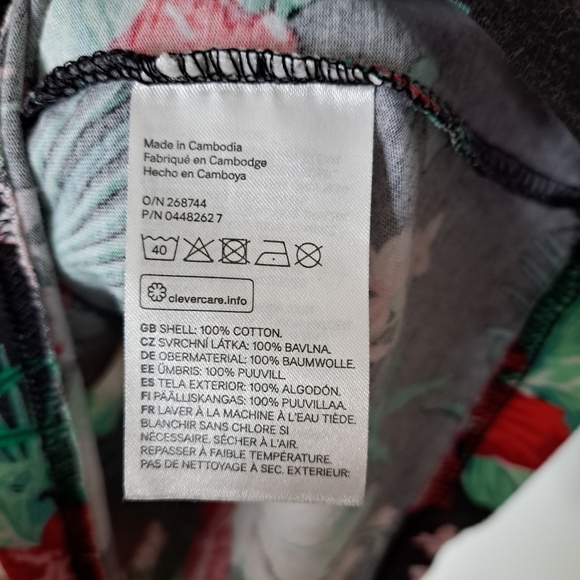 Made in Cambodia
Fabriqué en Cambodge
Hecho en Camboya
O/N 268744
P/N 04482627
40
clevercare.info
GB SHELL: 100% COTTON.
CZ SVRCHNÍ LÁTKA: 100% BAVLNA.
DE OBERMATERIAL: 100% BAUMWOLLE.
EE ÜMBRIS: 100% PUUVILL.
ES TELA EXTERIOR: 100% ALGODÓN.
FI PÄÄLLISKANGAS: 100% PUUVILLAA.
FR LAVER À LA MACHINE À L'EAU TIÈDE.
BLANCHIR SANS CHLORE SI
NÉCESSAIRE. SÉCHER À L'AIR.
REPASSER À FAIBLE TEMPÉRATURE.
PAS DE NETTOYAGE À SEC. EXTERIEUR: